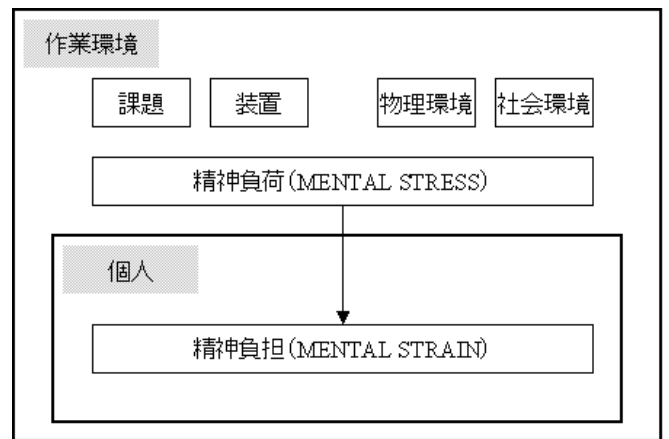 作業環境
課題 装置 物理環境 社会環境
精神負荷(MENTAL STRESS)
個人
精神負担(MENTAL STRAIN)